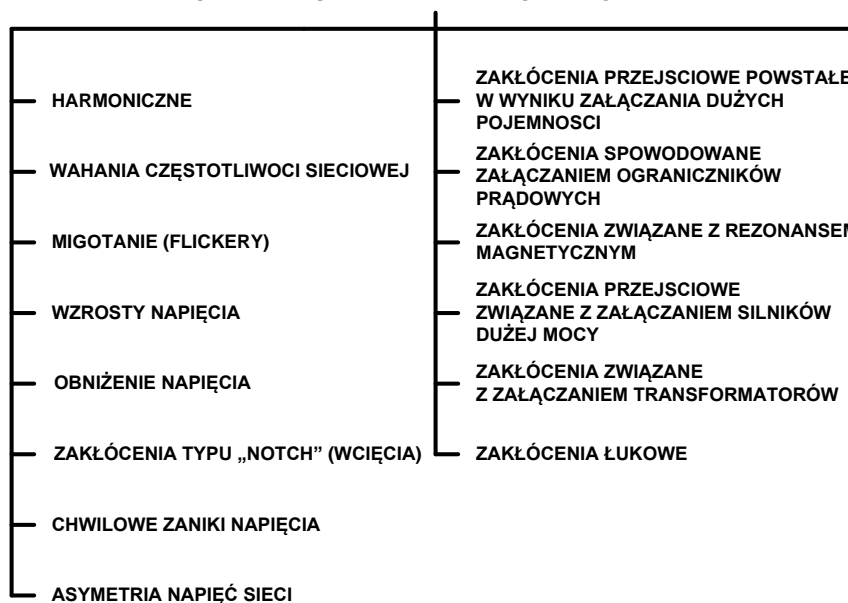 HARMONICZNE
WAHANIA CZĘSTOTLIWOCI SIECIOWEJ
MIGOTANIE (FLICKERY)
WZROSTY NAPIĘCIA
OBNIŻENIE NAPIĘCIA
ZAKŁÓCENIA TYPU „NOTCH” (WCIĘCIA)
CHWILOWE ZANIKI NAPIĘCIA
ASYMETRIA NAPIĘĆ SIECI
ZAKŁÓCENIA PRZEJSCIOWE POWSTAŁE
W WYNIKU ZAŁĄCZANIA DUŻYCH
POJEMNOSCI
ZAKŁÓCENIA SPOWODOWANE
ZAŁĄCZANIEM OGRANICZNIKÓW
PRĄDOWYCH
ZAKŁÓCENIA ZWIĄZANE Z REZONANSEM
MAGNETYCZNYM
ZAKŁÓCENIA PRZEJSCIOWE
ZWIĄZANE Z ZAŁĄCZANIEM SILNIKÓW
DUŻEJ MOCY
ZAKŁÓCENIA ZWIĄZANE
Z ZAŁĄCZANIEM TRANSFORMATORÓW
ZAKŁÓCENIA ŁUKOWE